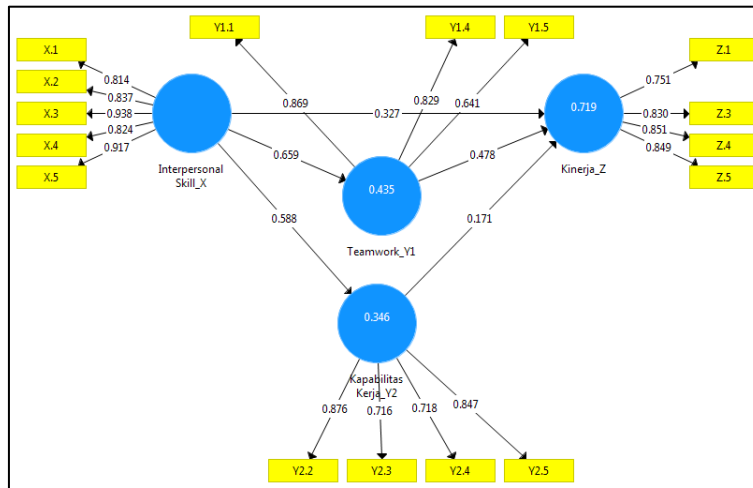 Y1.1
Y1.4
Y1.5
X.1
X.2
X.3
X.4
X.5
Z.1
Z.3
Z.4
Z.5
0.814
0.837
0.938
0.824
0.917
0.869
0.829
0.641
0.751
0.830
0.851
0.849
0.719
0.327
0.659
0.478
Interpersonal
Skill_X
Kinerja_Z
0.435
0.588
0.171
Teamwork_Y1
0.346
Kapabilitas
Kerja_Y2
0.876
0.716
0.718
0.847
Y2.2
Y2.3
Y2.4
Y2.5